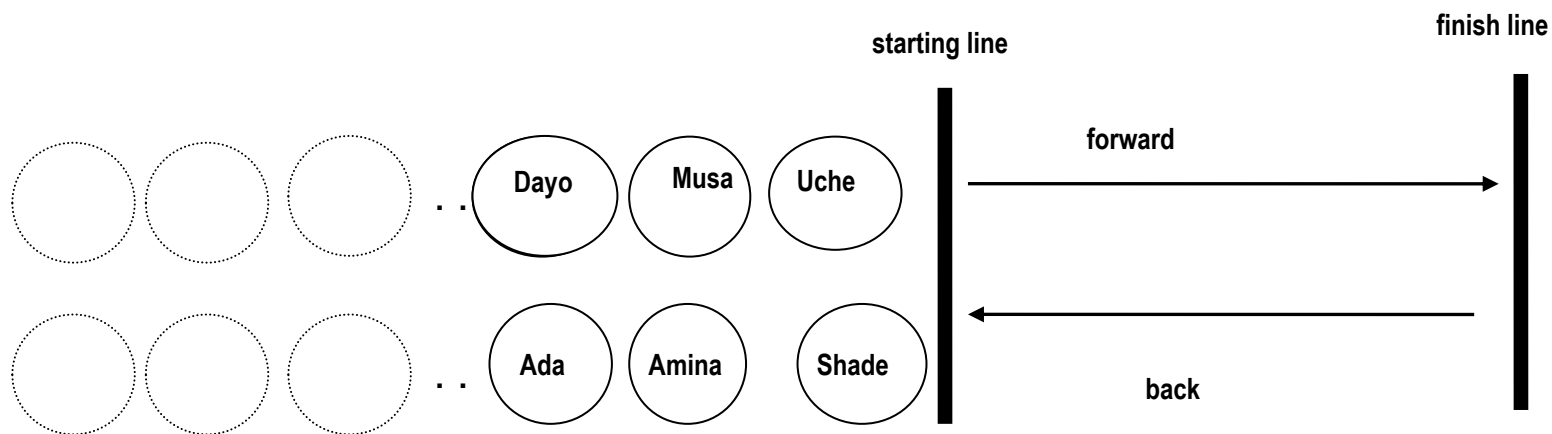 finish line
starting line
forward
. . Dayo Musa Uche
. . Ada Amina Shade
back